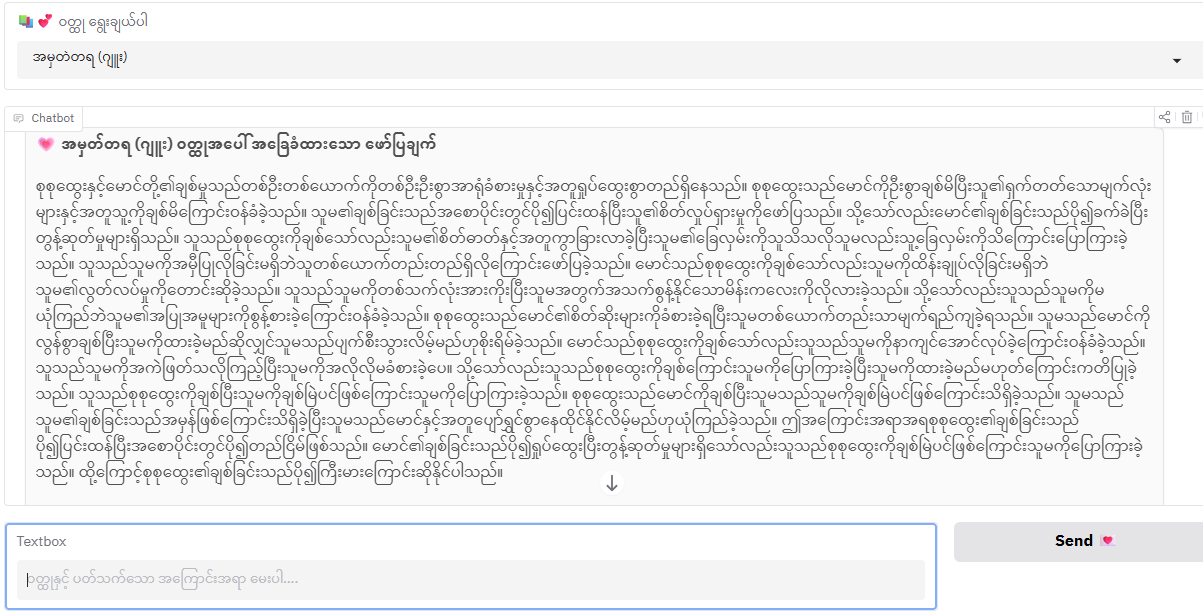 📚 💕 ဝတ္ထု ရွေးချယ်ပါ
အမှတဲတရ (ဂျူး)
Chatbot
💗 အမှတ်တရ (ဂျူး) ဝတ္ထုအပေါ် အခြေခံထားသော ဖော်ပြချက်
စုစုထွေးနှင့်မောင်တို့၏ချစ်မှုသည်တစ်ဦးတစ်ယောက်ကိုတစ်ဦးဦးစွာအာရုံခံစားမှုနှင့်အတူရှုပ်ထွေးစွာတည်ရှိနေသည်။ စုစုထွေးသည်မောင်ကိုဦးစွာချစ်မိပြီးသူ၏ရှက်တတ်သောမျက်လုံး
များနှင့်အတူသူ့ကိုချစ်မိကြောင်းဝန်ခံခဲ့သည်။ သူမ၏ချစ်ခြင်းသည်အစောပိုင်းတွင်ပို၍ပြင်းထန်ပြီးသူ၏စိတ်လှုပ်ရှားမှုကိုဖော်ပြသည်။ သို့သော်လည်းမောင်၏ချစ်ခြင်းသည်ပို၍ခက်ခဲပြီး
တွန့်ဆုတ်မှုများရှိသည်။ သူသည်စုစုထွေးကိုချစ်သော်လည်းသူမ၏စိတ်ဓာတ်နှင့်အတူကွာခြားလာခဲ့ပြီးသူမ၏ခြေလှမ်းကိုသူသိသလိုသူမလည်းသူ့ခြေလှမ်းကိုသိကြောင်းပြောကြားခဲ့
သည်။ သူသည်သူမကိုအမှီပြုလိုခြင်းမရှိဘဲသူတစ်ယောက်တည်းတည်ရှိလိုကြောင်းဖော်ပြခဲ့သည်။ မောင်သည်စုစုထွေးကိုချစ်သော်လည်းသူမကိုထိန်းချုပ်လိုခြင်းမရှိဘဲ
သူမ၏လွတ်လပ်မှုကိုတောင်းဆိုခဲ့သည်။ သူသည်သူမကိုတစ်သက်လုံးအားကိုးပြီးသူမအတွက်အသက်စွန့်နိုင်သောမိန်းကလေးကိုလိုလားခဲ့သည်။ သို့သော်လည်းသူသည်သူမကိုမ
ယုံကြည်ဘဲသူမ၏အပြုအမူများကိုစွန့်စားခဲ့ကြောင်းဝန်ခံခဲ့သည်။ စုစုထွေးသည်မောင်၏စိတ်ဆိုးများကိုခံစားခဲ့ရပြီးသူမတစ်ယောက်တည်းသာမျက်ရည်ကျခဲ့ရသည်။ သူမသည်မောင်ကို
လွန်စွာချစ်ပြီးသူမကိုထားခဲ့မည်ဆိုလျှင်သူမသည်ပျက်စီးသွားလိမ့်မည်ဟုစိုးရိမ်ခဲ့သည်။ မောင်သည်စုစုထွေးကိုချစ်သော်လည်းသူသည်သူမကိုနာကျင်အောင်လုပ်ခဲ့ကြောင်းဝန်ခံခဲ့သည်။
သူသည်သူမကိုအကဲဖြတ်သလိုကြည့်ပြီးသူမကိုအလိုလိုမခံစားခဲ့ပေ။ သို့သော်လည်းသူသည်စုစုထွေးကိုချစ်ကြောင်းသူမကိုပြောကြားခဲ့ပြီးသူမကိုထားခဲ့မည်မဟုတ်ကြောင်းကတိပြုခဲ့
သည်။ သူသည်စုစုထွေးကိုချစ်ပြီးသူမကိုချစ်မြဲပင်ဖြစ်ကြောင်းသူမကိုပြောကြားခဲ့သည်။ စုစုထွေးသည်မောင်ကိုချစ်ပြီးသူမသည်သူမကိုချစ်မြဲပင်ဖြစ်ကြောင်းသိရှိခဲ့သည်။ သူမသည်
သူမ၏ချစ်ခြင်းသည်အမှန်ဖြစ်ကြောင်းသိရှိခဲ့ပြီးသူမသည်မောင်နှင့်အတူပျော်ရွှင်စွာနေထိုင်နိုင်လိမ့်မည်ဟုယုံကြည်ခဲ့သည်။ ဤအကြောင်းအရာအရစုစုထွေး၏ချစ်ခြင်းသည်
ပို၍ပြင်းထန်ပြီးအစောပိုင်းတွင်ပို၍တည်ငြိမ်ဖြစ်သည်။ မောင်၏ချစ်ခြင်းသည်ပို၍ရှုပ်ထွေးပြီးတွန့်ဆုတ်မှုများရှိသော်လည်းသူသည်စုစုထွေးကိုချစ်မြဲပင်ဖြစ်ကြောင်းသူမကိုပြောကြားခဲ့
သည်။ ထို့ကြောင့်စုစုထွေး၏ချစ်ခြင်းသည်ပို၍ကြီးမားကြောင်းဆိုနိုင်ပါသည်။
Textbox
ဝတ္ထုနှင့် ပတ်သက်သော အကြောင်းအရာ မေးပါ....
Send 💌